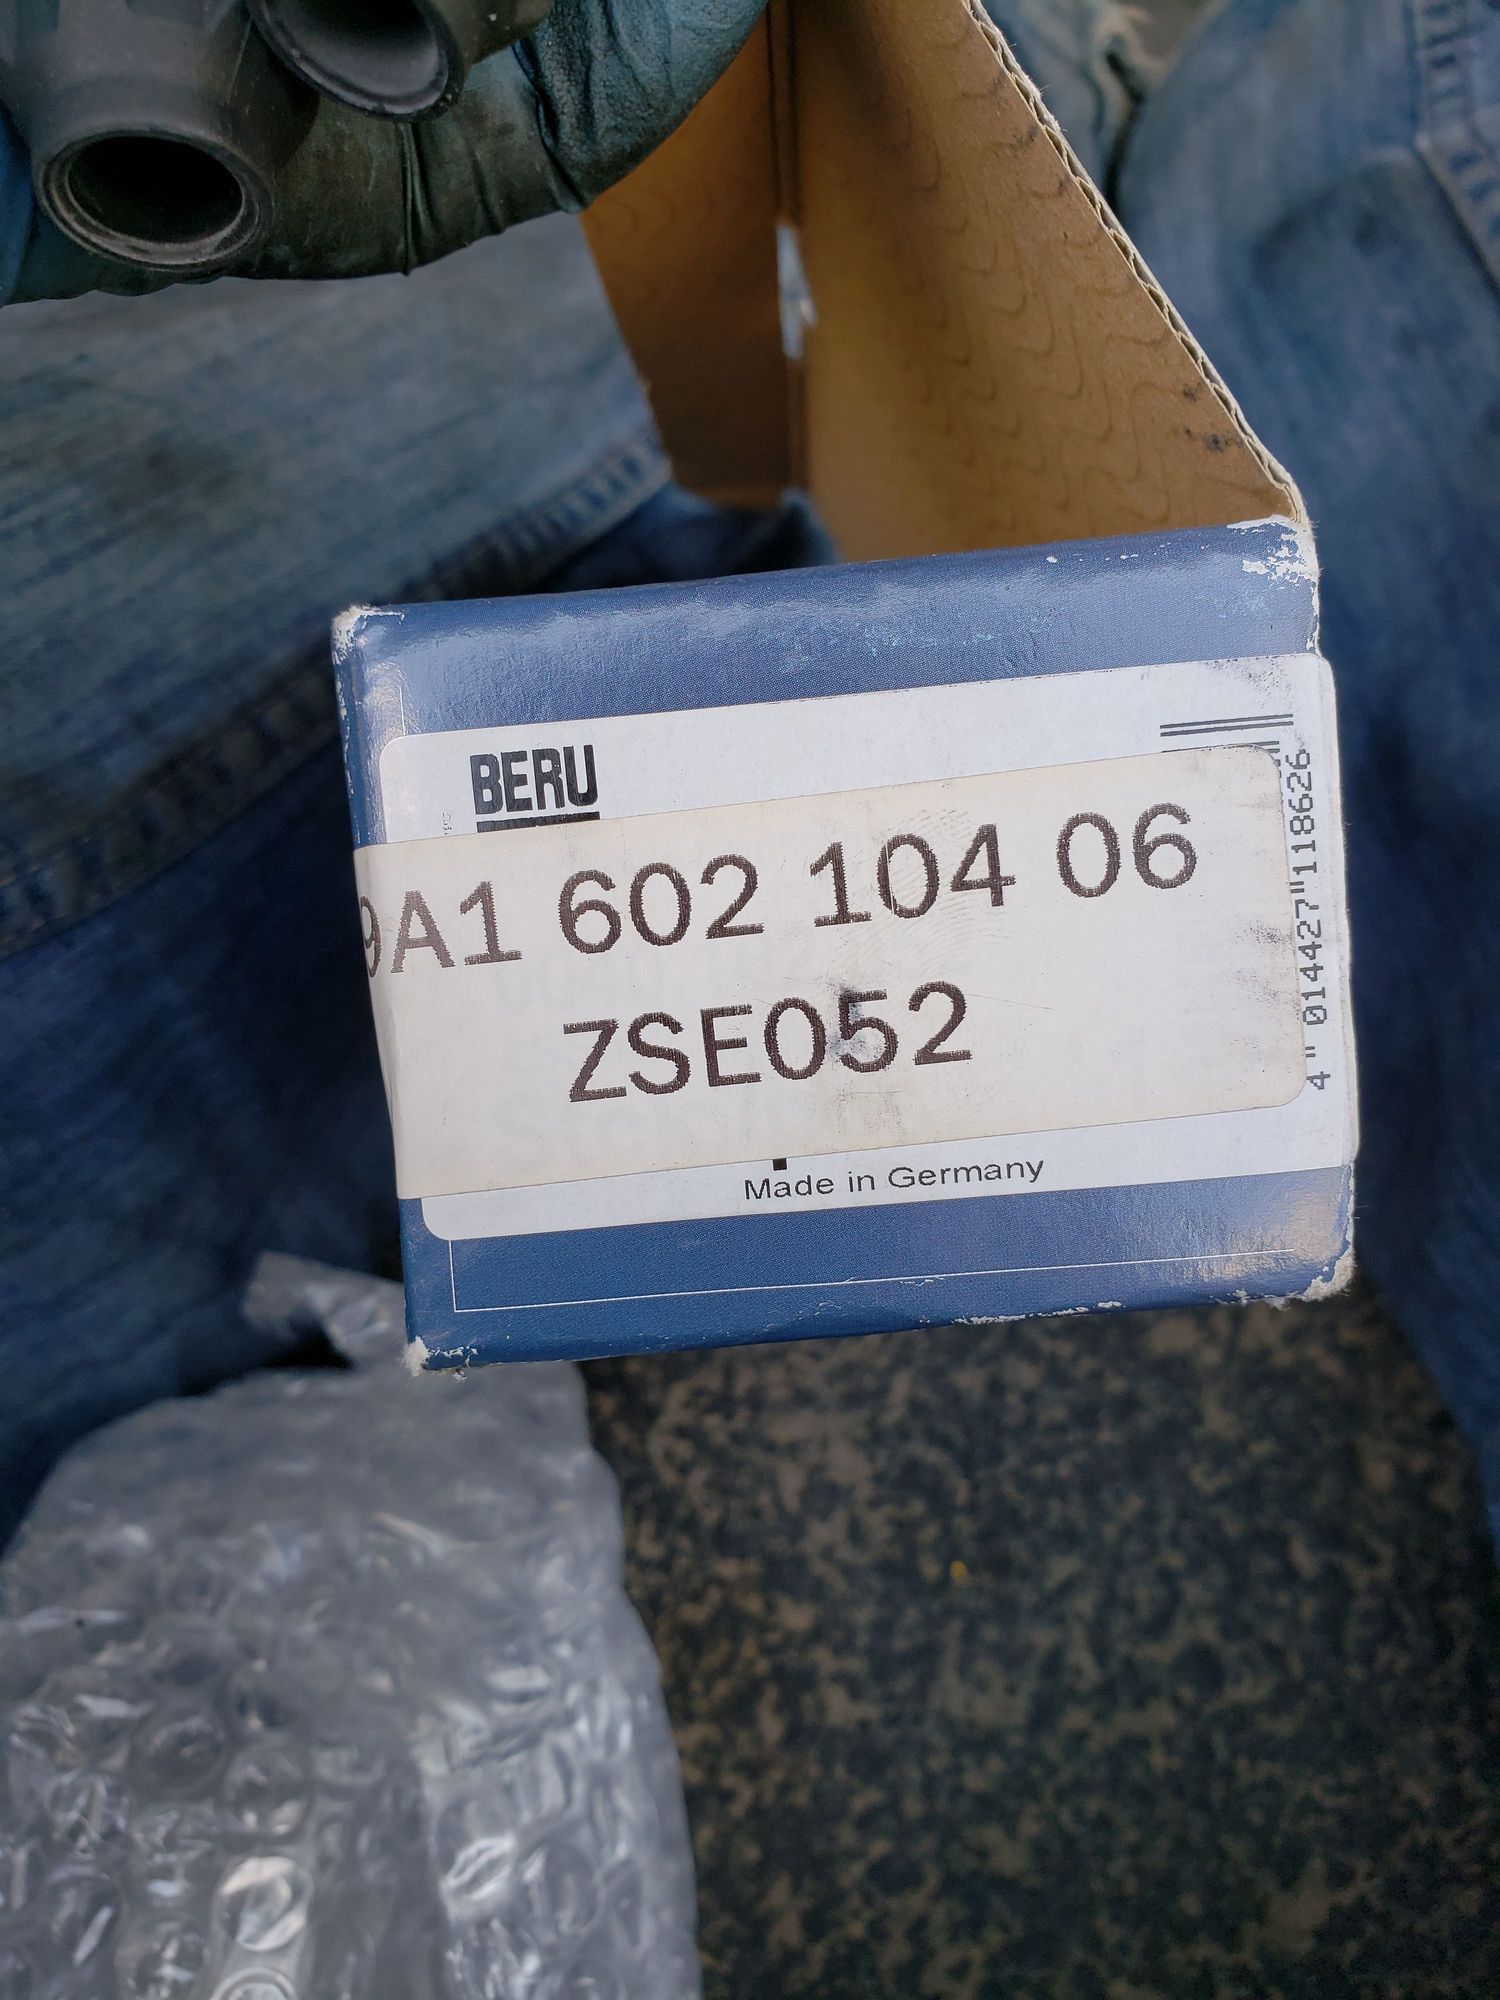 BERU
9A1 602 104 06
ZSE052
Made in Germany
4 "014427"118626